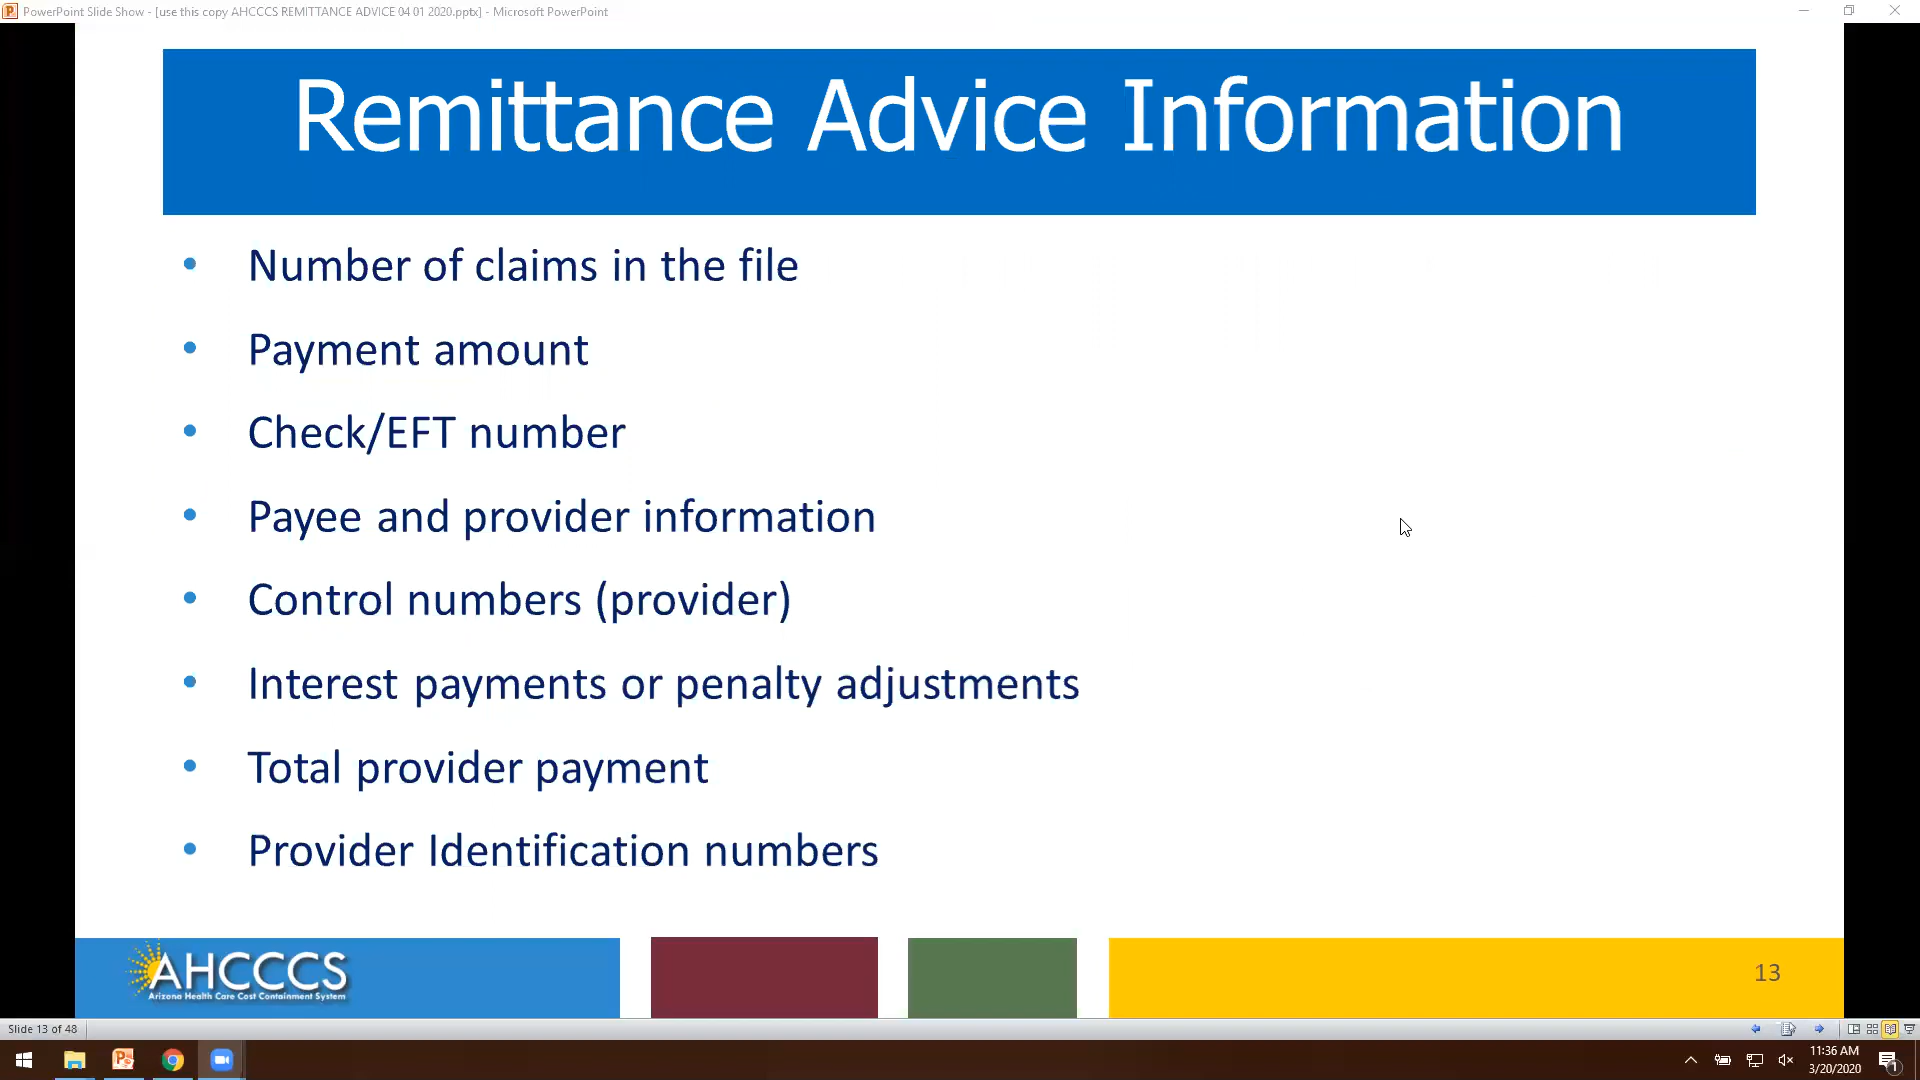 PowerPoint Slide Show - [use this copy AHCCCS REMITTANCE ADVICE 04 01 2020.pptx] - Microsoft PowerPoint
Remittance Advice Information
• Number of claims in the file
• Payment amount
• Check/EFT number
• Payee and provider information
• Control numbers (provider)
• Interest payments or penalty adjustments
• Total provider payment
• Provider Identification numbers
AHCCCS
Arizona Health Care Cost Containment System
13
Slide 13 of 48
11:36 AM
3/20/2020
1